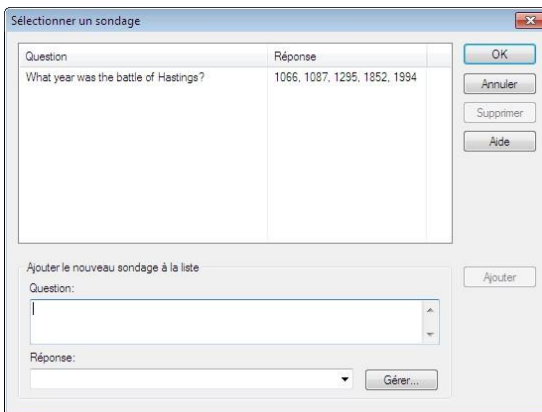 Sélectionner un sondage
Question Réponse
What year was the battle of Hastings? 1066, 1087, 1295, 1852, 1994
OK
Annuler
Supprimer
Aide
Ajouter le nouveau sondage à la liste
Question:
Ajouter
Réponse:
Gérer...